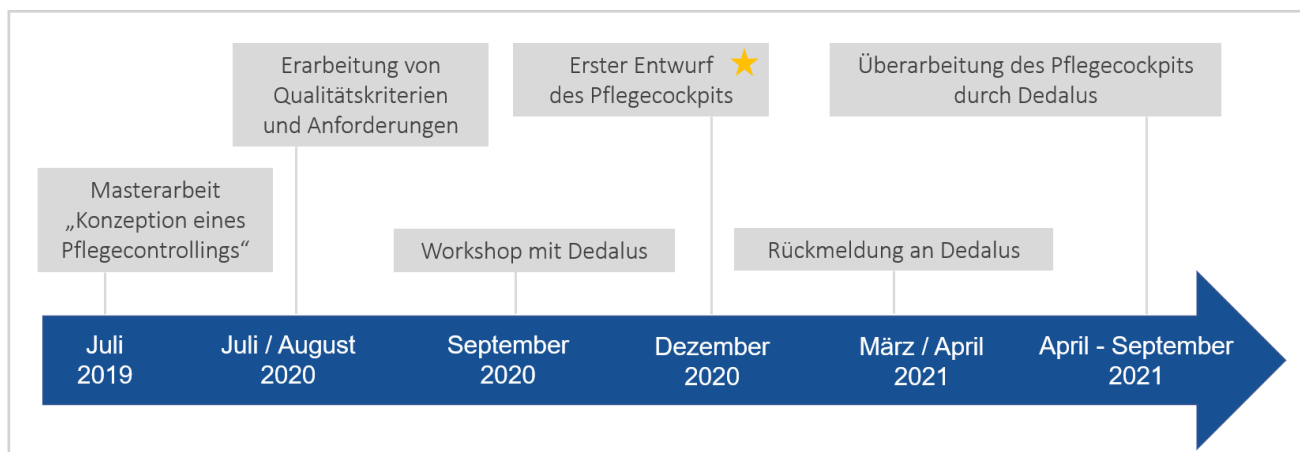 Erarbeitung von
Qualitätskriterien
und Anforderungen
Erster Entwurf
des Pflegecockpits
Überarbeitung des Pflegecockpits
durch Dedalus
Masterarbeit
„Konzeption eines
Pflegecontrollings“
Workshop mit Dedalus
Rückmeldung an Dedalus
Juli
2019
Juli / August
2020
September
2020
Dezember
2020
März / April
2021
April - September
2021